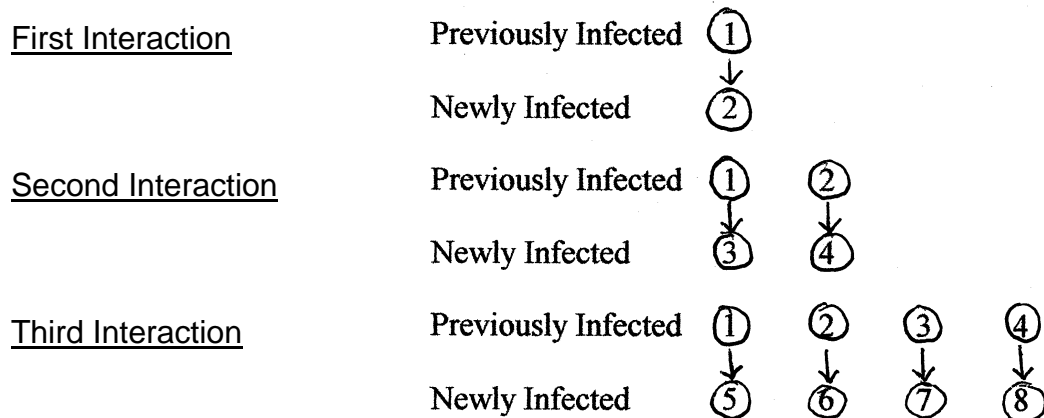 First Interaction Previously Infected 1
Newly Infected 2
Second Interaction Previously Infected 1 2
Newly Infected 3 4
Third Interaction Previously Infected 1 2 3 4
Newly Infected 5 6 7 8